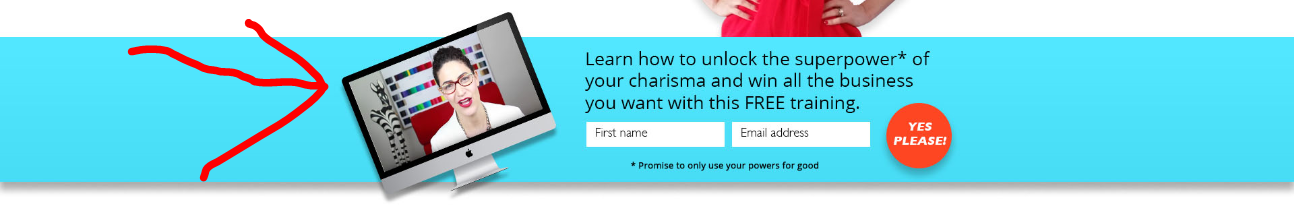 Learn how to unlock the superpower* of
your charisma and win all the business
you want with this FREE training.
First name
Email address
YES
PLEASE!
* Promise to only use your powers for good